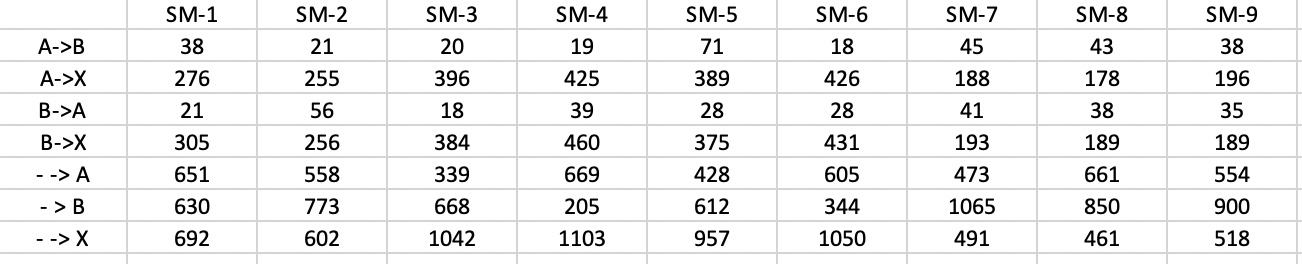 SM-1 SM-2 SM-3 SM-4 SM-5 SM-6 SM-7 SM-8 SM-9
A->B 38 21 20 19 71 18 45 43 38
A->X 276 255 396 425 389 426 188 178 196
B->A 21 56 18 39 28 28 41 38 35
B->X 305 256 384 460 375 431 193 189 189
- -> A 651 558 339 669 428 605 473 661 554
- > B 630 773 668 205 612 344 1065 850 900
- -> X 692 602 1042 1103 957 1050 491 461 518